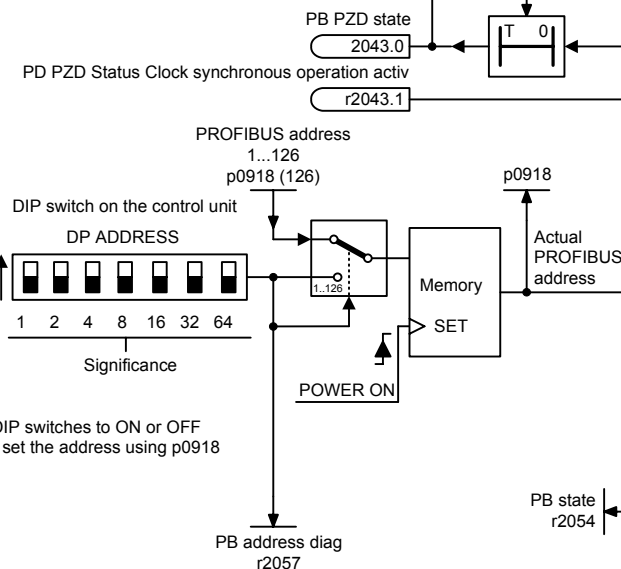 PB PZD state
2043.0
T 0
PD PZD Status Clock synchronous operation activ
r2043.1
PROFIBUS address
1...126
p0918 (126)
p0918
DIP switch on the control unit
DP ADDRESS
1..126
Memory
SET
Actual
PROFIBUS
address
1 2 4 8 16 32 64
Significance
POWER ON
DIP switches to ON or OFF
set the address using p0918
PB state
r2054
PB address diag
r2057